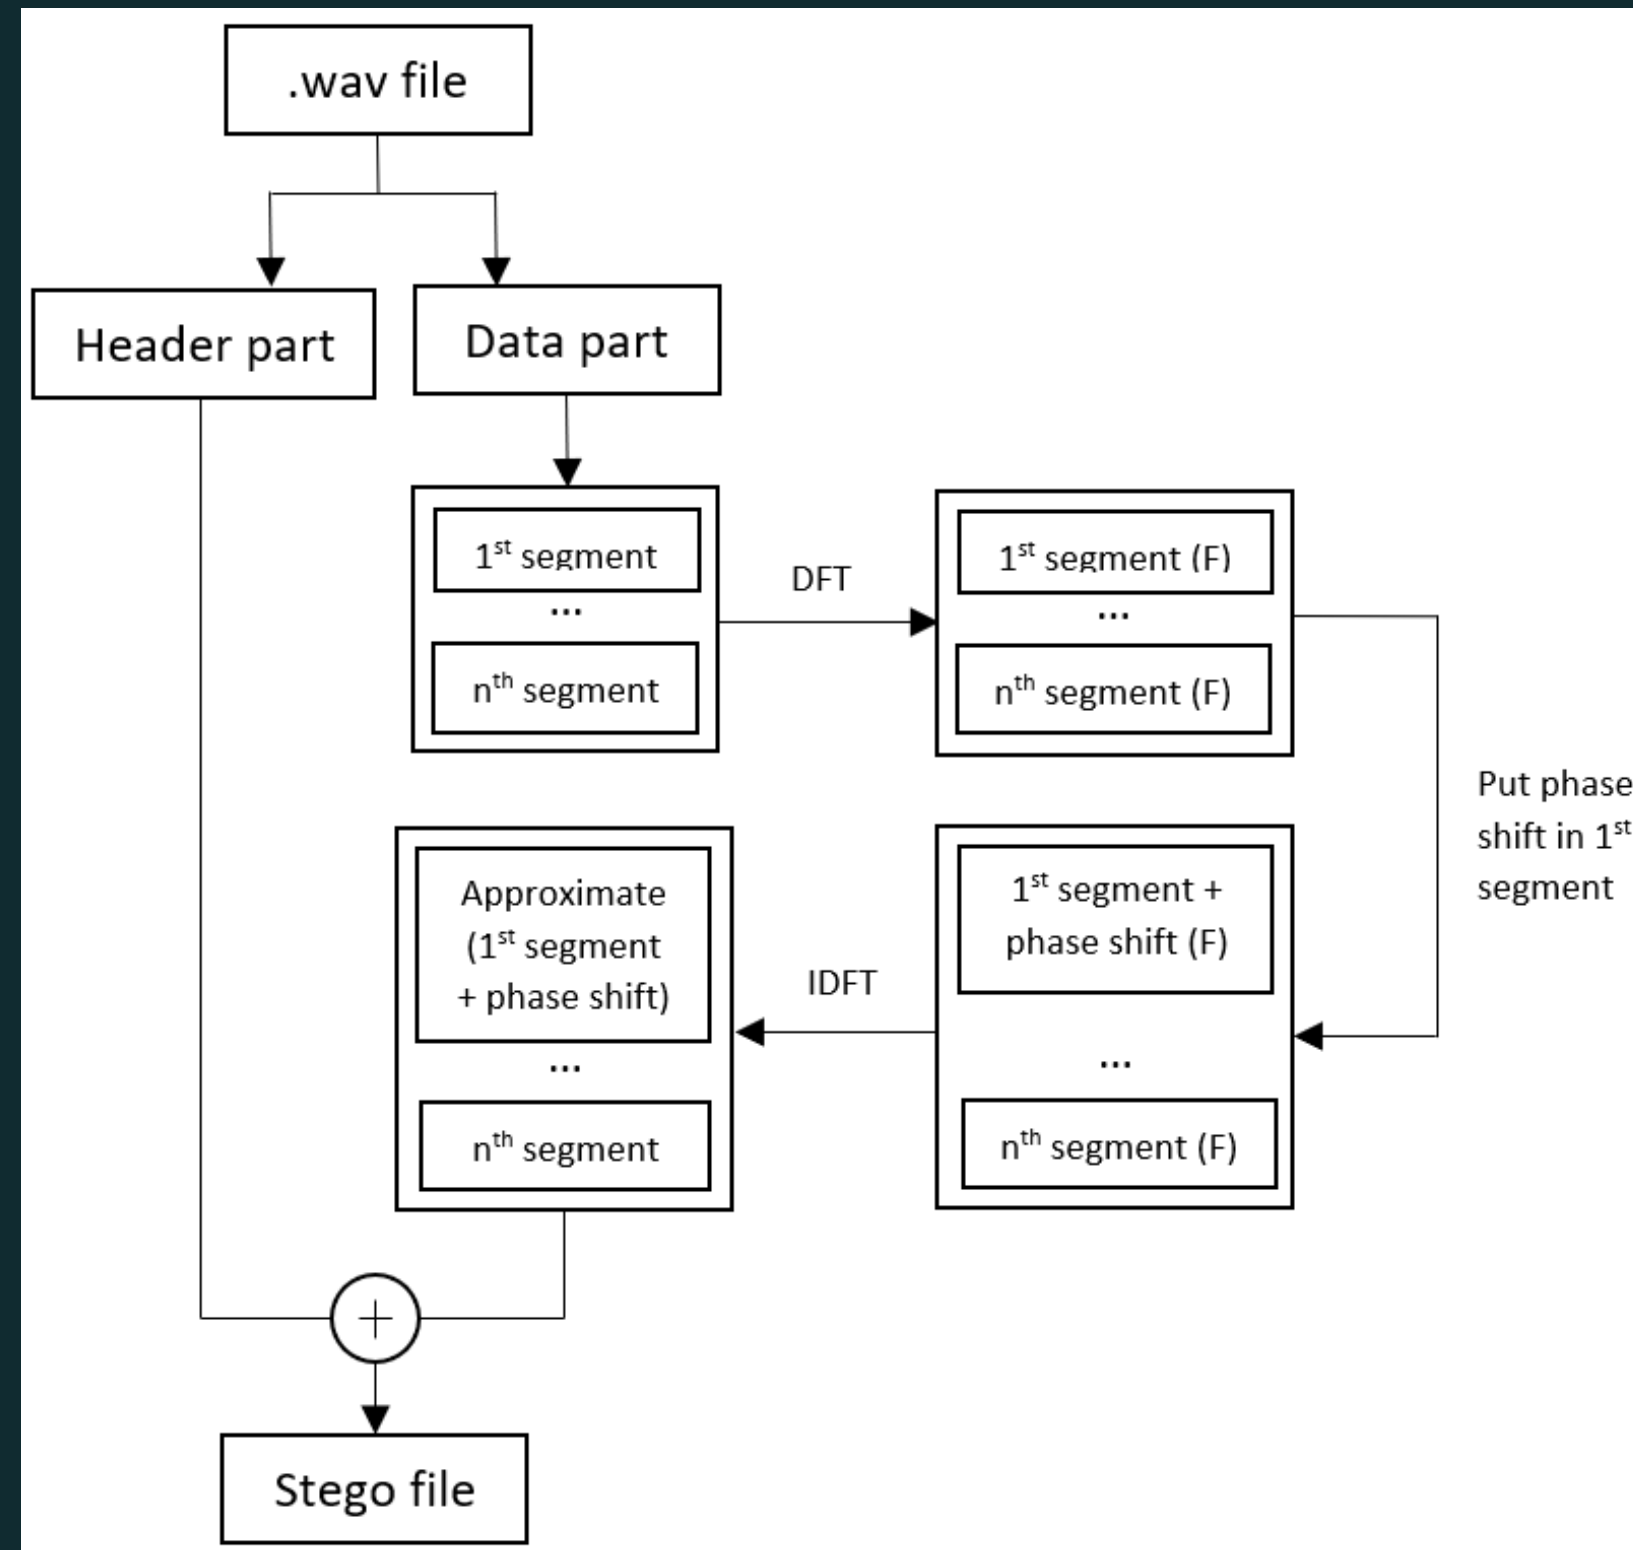 .wav file
Header part
Data part
1st segment
...
nth segment
DFT
1st segment (F)
...
nth segment (F)
Put phase
shift in 1st
segment
1st segment +
phase shift (F)
...
nth segment (F)
IDFT
Approximate
(1st segment
+ phase shift)
...
nth segment
+
Stego file